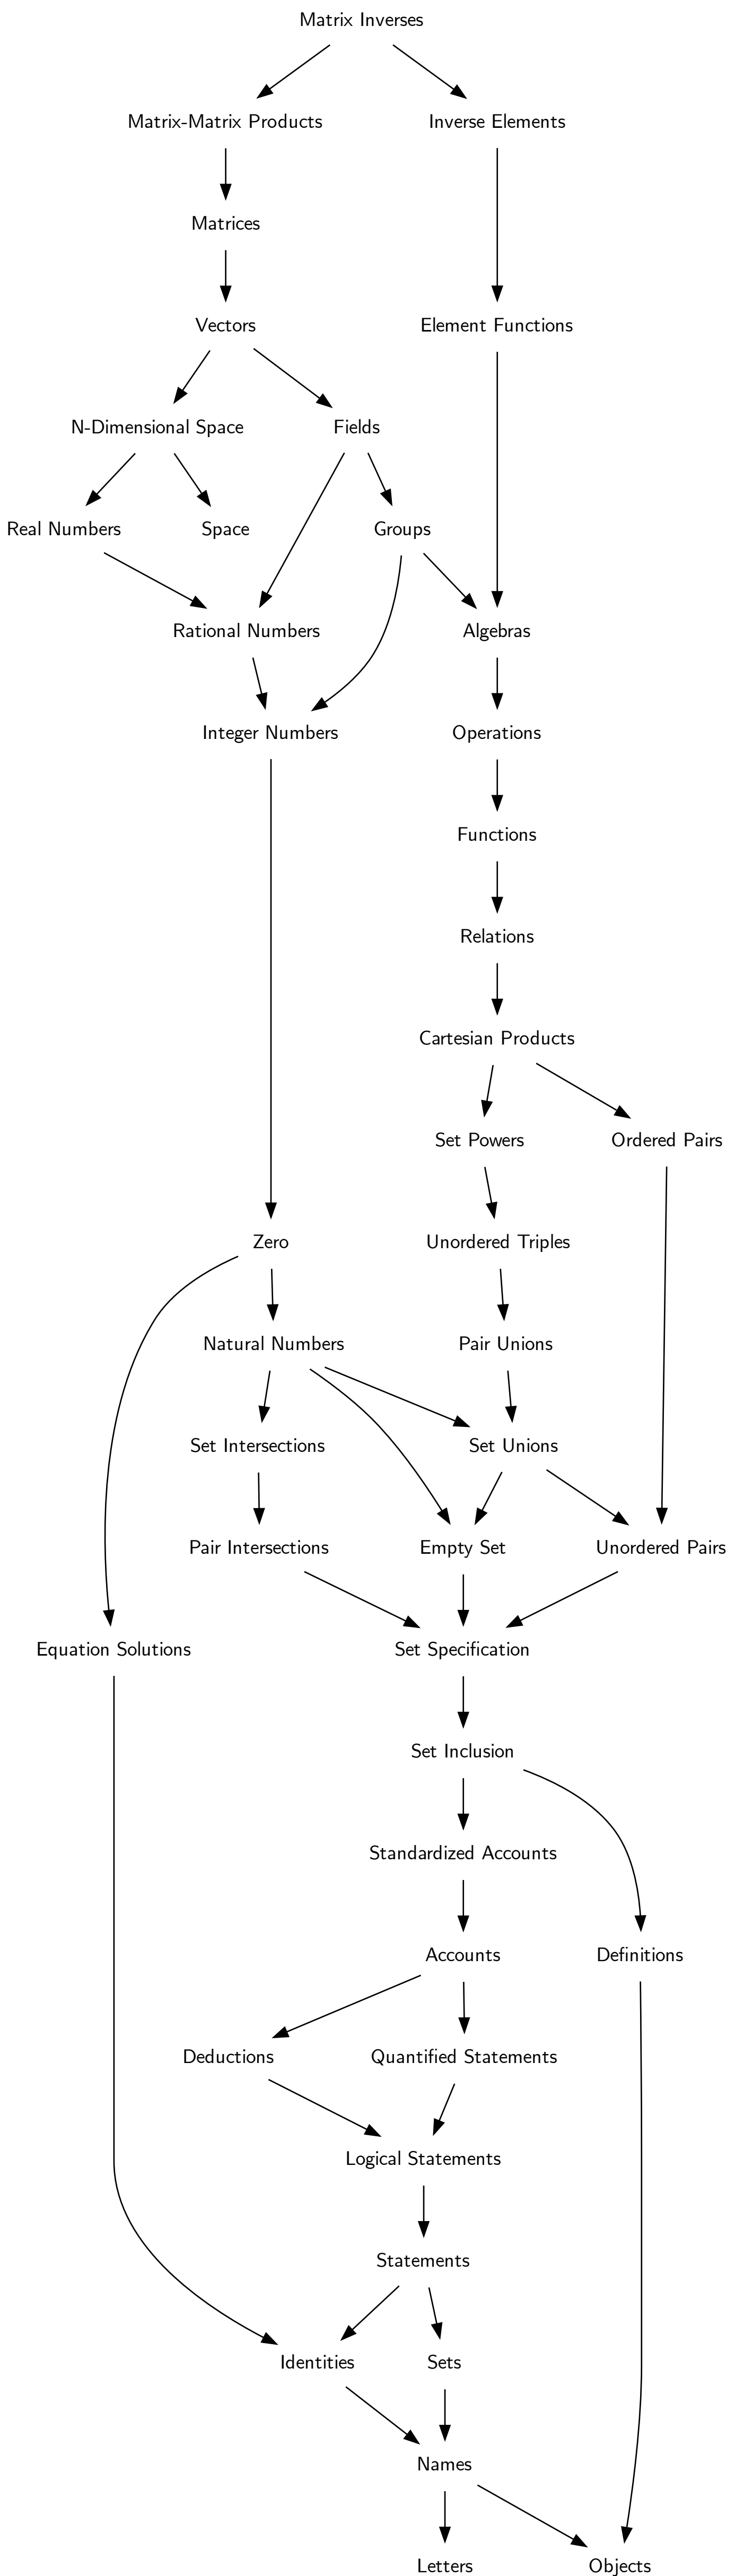 Matrix Inverses
Matrix-Matrix Products
Inverse Elements
Matrices
Vectors
Element Functions
N-Dimensional Space
Fields
Real Numbers
Space
Groups
Rational Numbers
Algebras
Integer Numbers
Operations
Functions
Relations
Cartesian Products
Set Powers
Ordered Pairs
Zero
Unordered Triples
Natural Numbers
Pair Unions
Set Intersections
Set Unions
Pair Intersections
Empty Set
Unordered Pairs
Equation Solutions
Set Specification
Set Inclusion
Standardized Accounts
Accounts
Definitions
Deductions
Quantified Statements
Logical Statements
Statements
Identities
Sets
Names
Letters
Objects